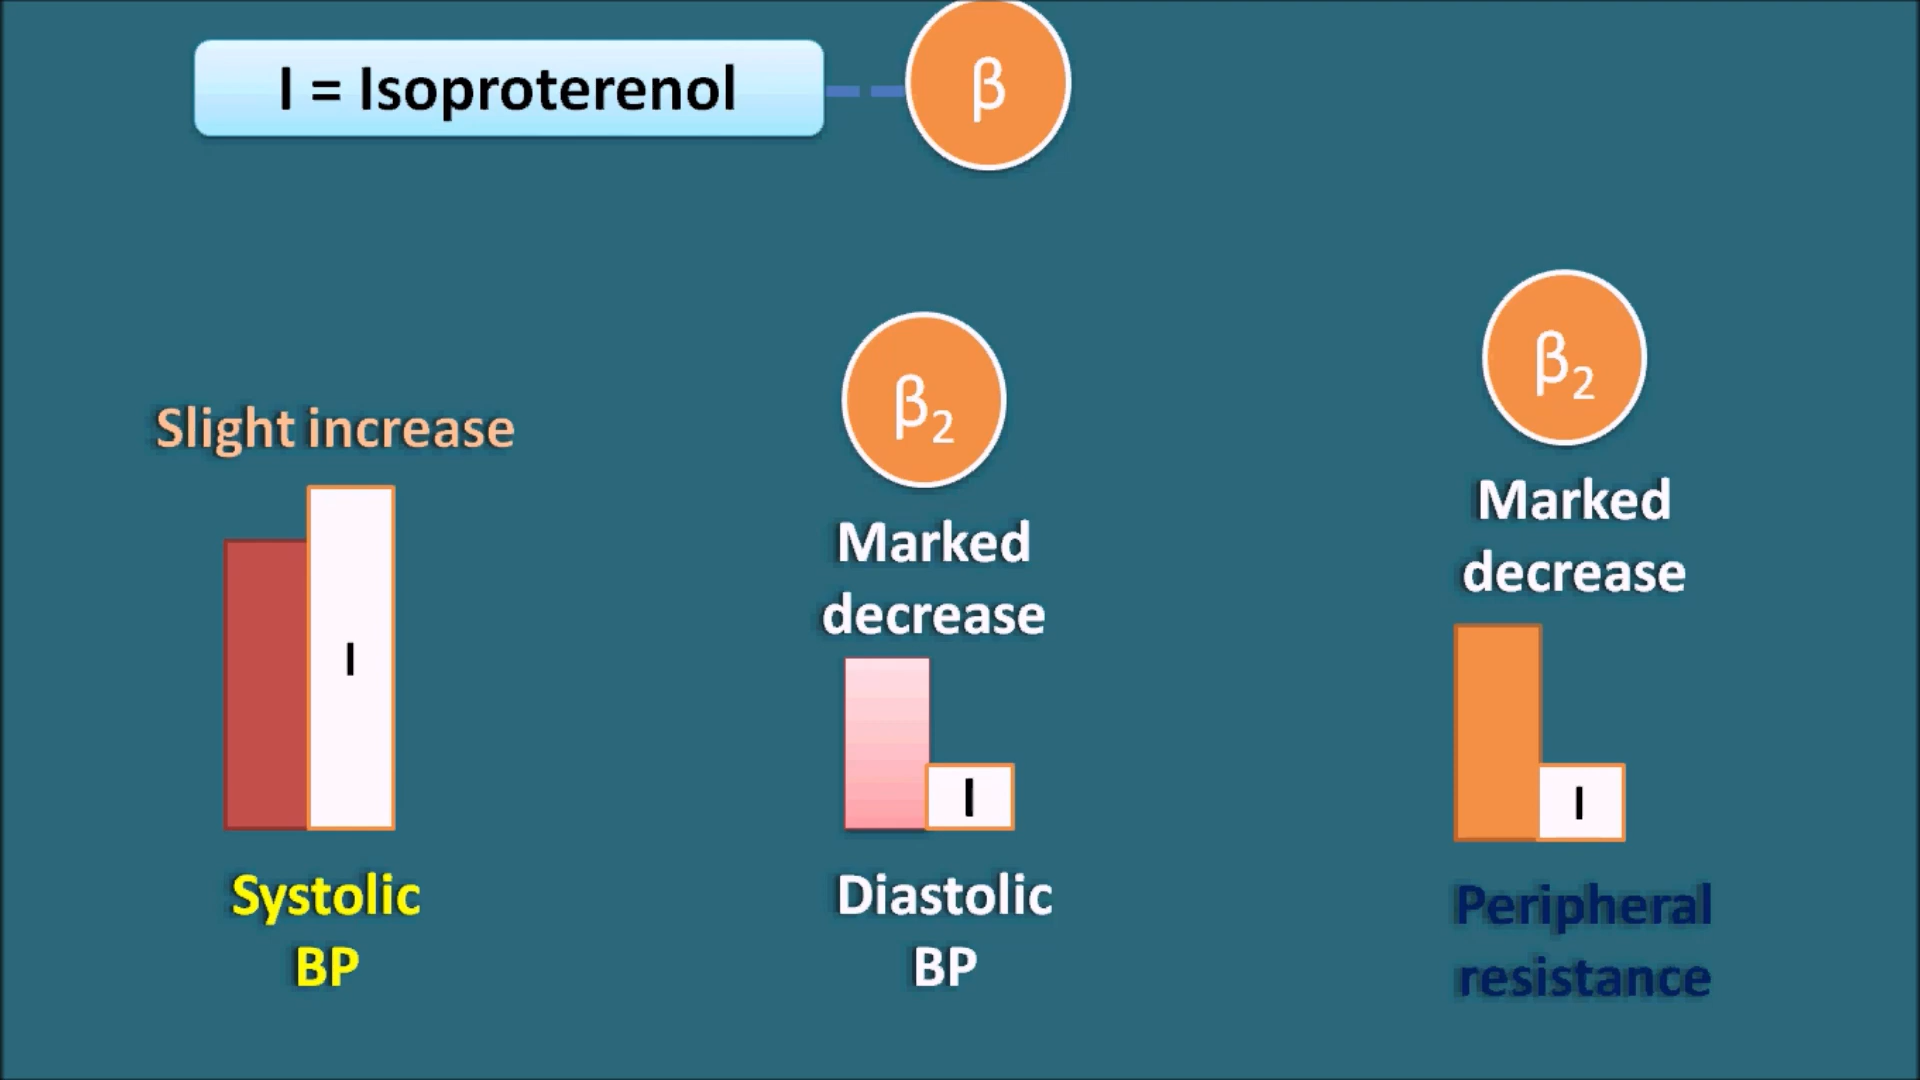 I = Isoproterenol
β
Slight increase
I
Systolic
BP
β₂
Marked
decrease
I
Diastolic
BP
β₂
Marked
decrease
I
Peripheral
resistance